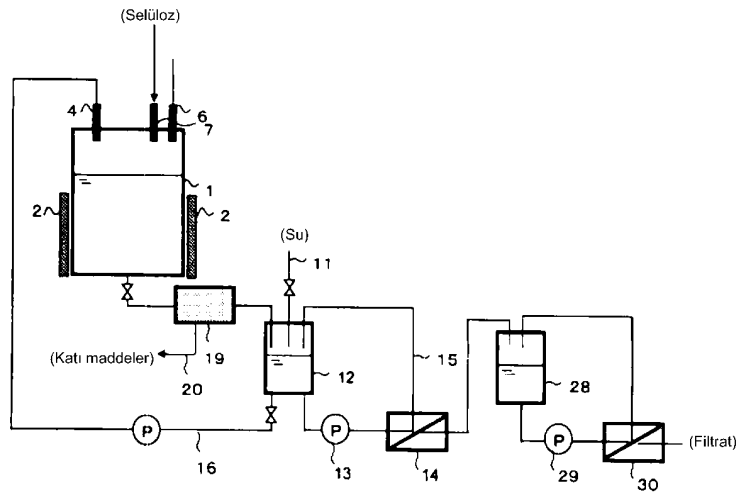 (Selüloz)
4
6
7
1
2
2
(Su)
11
(Katı maddeler)
19
20
12
15
28
P
16
P
13
14
P
29
30
(Filtrat)